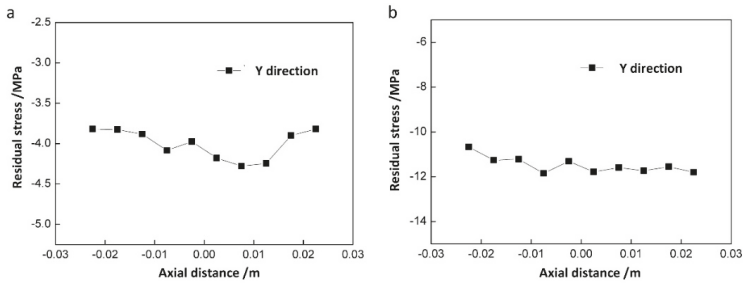 a
Residual stress /MPa
-2.5
-3.0
-3.5
-4.0
-4.5
-5.0
Y direction
-0.03 -0.02 -0.01 0.00 0.01 0.02 0.03
Axial distance /m
b
Residual stress /MPa
-6
-8
-10
-12
-14
Y direction
-0.03 -0.02 -0.01 0.00 0.01 0.02 0.03
Axial distance /m